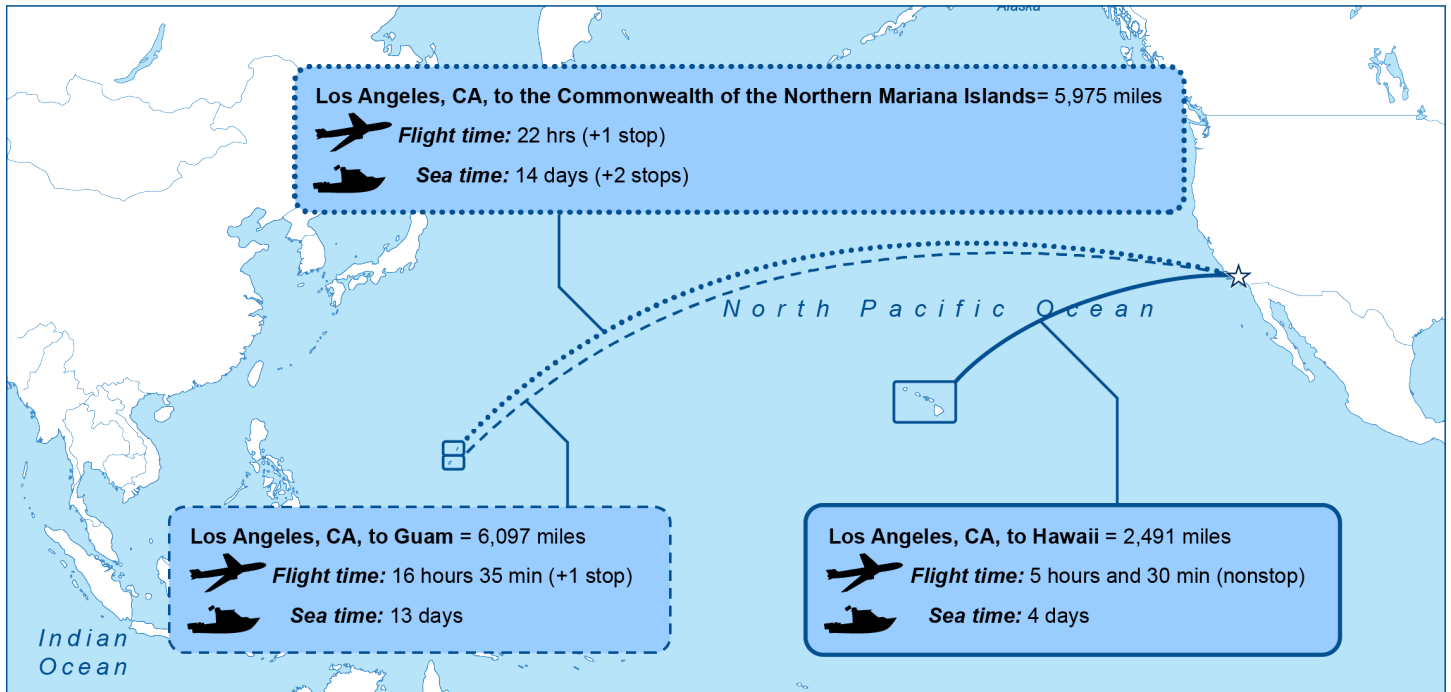 Alaska
Los Angeles, CA, to the Commonwealth of the Northern Mariana Islands= 5,975 miles
Flight time: 22 hrs (+1 stop)
Sea time: 14 days (+2 stops)
North Pacific Ocean
Los Angeles, CA, to Guam = 6,097 miles
Flight time: 16 hours 35 min (+1 stop)
Sea time: 13 days
Los Angeles, CA, to Hawaii = 2,491 miles
Flight time: 5 hours and 30 min (nonstop)
Sea time: 4 days
Indian
Ocean